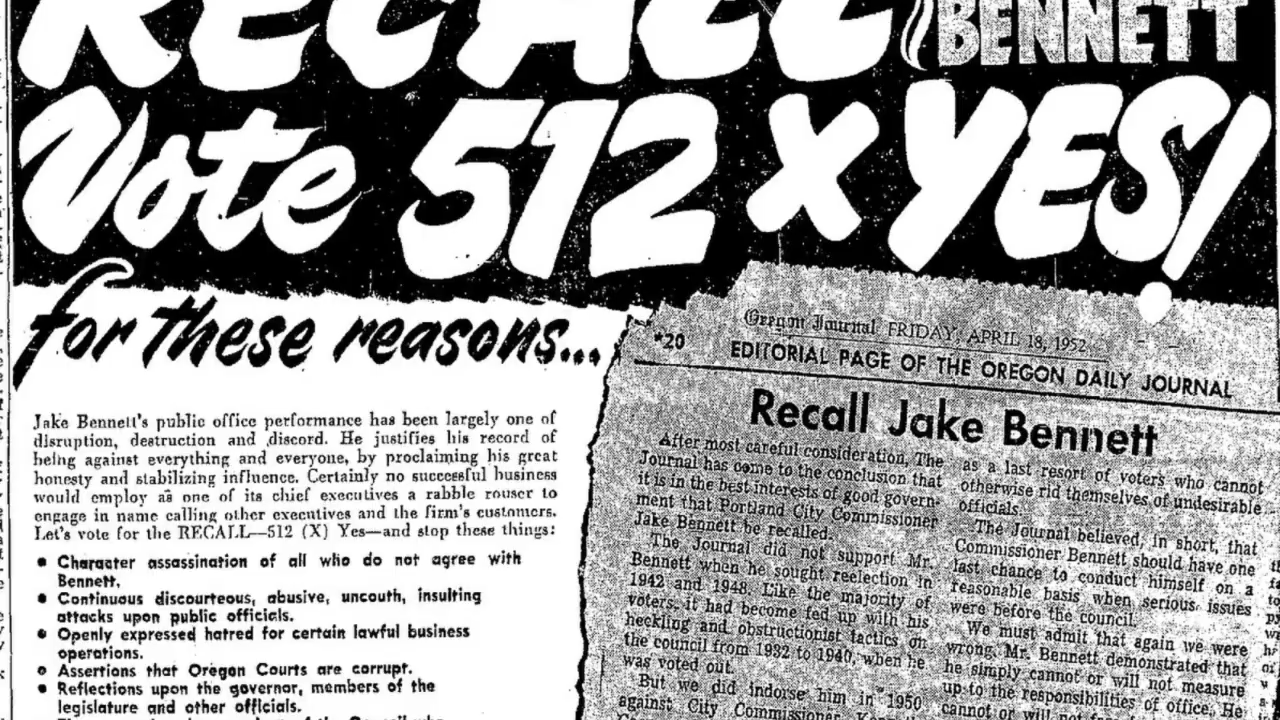 RECALL BENNETT
Vote 512 X YES!
for these reasons...
Jake Bennett's public office performance has been largely one of
disruption, destruction and discord. He justifies his record of
being against everything and everyone, by proclaiming his great
honesty and stabilizing influence. Certainly no successful business
would employ as one of its chief executives a rabble rouser to
engage in name calling other executives and the firm's customers.
Let's vote for the RECALL—512 (X) Yes—and stop these things:
● Character assassination of all who do not agree with
Bennett.
● Continuous discourteous, abusive, uncouth, insulting
attacks upon public officials.
● Openly expressed hatred for certain lawful business
operations.
● Assertions that Oregon Courts are corrupt.
● Reflections upon the governor, members of the
legislature and other officials.
of the Council who
*20
Oregon Journal FRIDAY, APRIL 18, 1952
EDITORIAL PAGE OF THE OREGON DAILY JOURNAL
Recall Jake Bennett
After most careful consideration, The
Journal has come to the conclusion that
it is in the best interests of good govern-
ment that Portland City Commissioner
Jake Bennett be recalled.
The Journal did not support Mr.
Bennett when he sought reelection in
1942 and 1948. Like the majority of
voters, it had become fed up with his
heckling and obstructionist tactics on
the council from 1932 to 1940, when he
was voted out.
But we did indorse him in 1950
against City Commissioner
as a last resort of voters who cannot
otherwise rid themselves of undesirable
officials.
The Journal believed, in short, that
Commissioner Bennett should have one
last chance to conduct himself on a
reasonable basis when serious issues
were before the council.
We must admit that again we were
wrong. Mr. Bennett demonstrated that
he simply cannot or will not measure
up to the responsibilities of office. He
cannot or will not